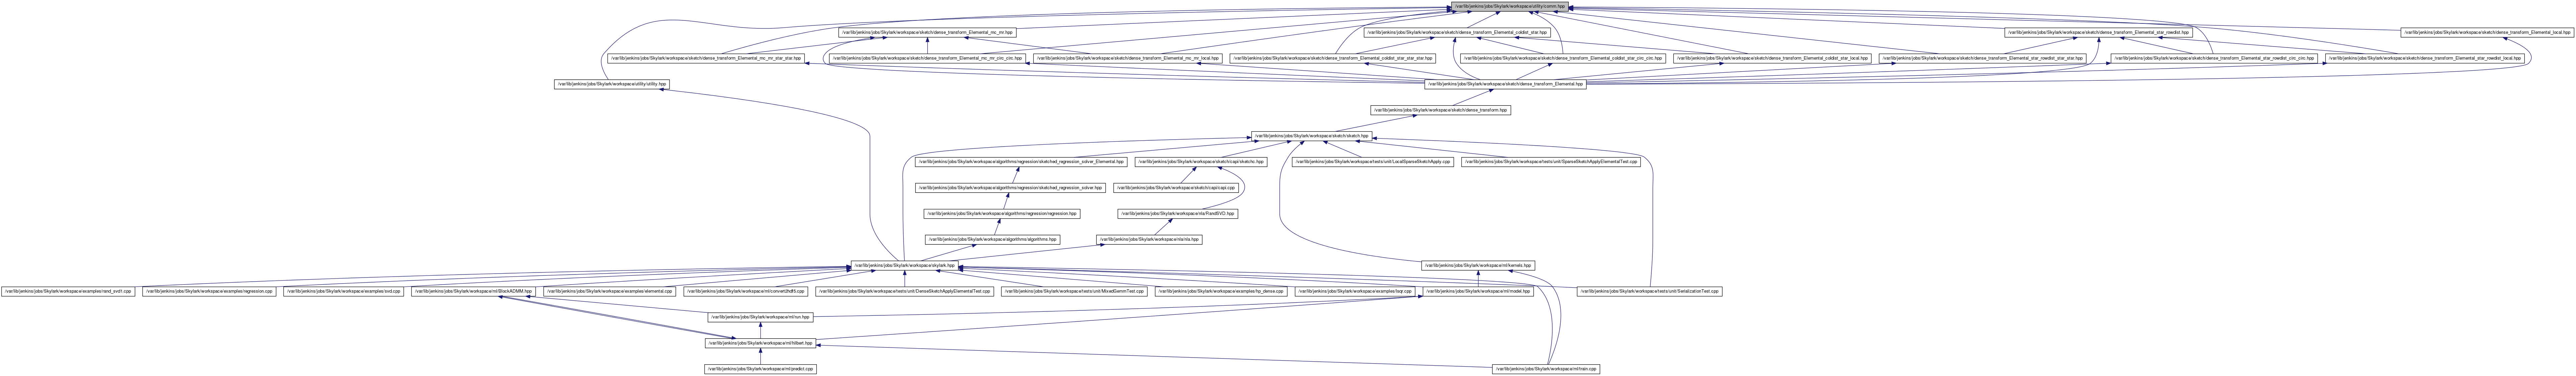 /var/lib/jenkins/jobs/Skylark/workspace/utility/comm.hpp
/var/lib/jenkins/jobs/Skylark/workspace/sketch/dense_transform_Elemental_mc_mr.hpp
/var/lib/jenkins/jobs/Skylark/workspace/sketch/dense_transform_Elemental_coldist_star.hpp
/var/lib/jenkins/jobs/Skylark/workspace/sketch/dense_transform_Elemental_star_rowdist.hpp
/var/lib/jenkins/jobs/Skylark/workspace/sketch/dense_transform_Elemental_local.hpp
/var/lib/jenkins/jobs/Skylark/workspace/sketch/dense_transform_Elemental_mc_mr_star_star.hpp
/var/lib/jenkins/jobs/Skylark/workspace/sketch/dense_transform_Elemental_mc_mr_circ_circ.hpp
/var/lib/jenkins/jobs/Skylark/workspace/sketch/dense_transform_Elemental_mc_mr_local.hpp
/var/lib/jenkins/jobs/Skylark/workspace/sketch/dense_transform_Elemental_coldist_star_star_star.hpp
/var/lib/jenkins/jobs/Skylark/workspace/sketch/dense_transform_Elemental_coldist_star_circ_circ.hpp
/var/lib/jenkins/jobs/Skylark/workspace/sketch/dense_transform_Elemental_coldist_star_local.hpp
/var/lib/jenkins/jobs/Skylark/workspace/sketch/dense_transform_Elemental_star_rowdist_star_star.hpp
/var/lib/jenkins/jobs/Skylark/workspace/sketch/dense_transform_Elemental_star_rowdist_circ_circ.hpp
/var/lib/jenkins/jobs/Skylark/workspace/sketch/dense_transform_Elemental_star_rowdist_local.hpp
/var/lib/jenkins/jobs/Skylark/workspace/utility/utility.hpp
/var/lib/jenkins/jobs/Skylark/workspace/sketch/dense_transform_Elemental.hpp
/var/lib/jenkins/jobs/Skylark/workspace/sketch/dense_transform.hpp
/var/lib/jenkins/jobs/Skylark/workspace/sketch/sketch.hpp
/var/lib/jenkins/jobs/Skylark/workspace/algorithms/regression/sketched_regression_solver_Elemental.hpp
/var/lib/jenkins/jobs/Skylark/workspace/sketch/capi/sketchc.hpp
/var/lib/jenkins/jobs/Skylark/workspace/tests/unit/LocalSparseSketchApply.cpp
/var/lib/jenkins/jobs/Skylark/workspace/tests/unit/SparseSketchApplyElementalTest.cpp
/var/lib/jenkins/jobs/Skylark/workspace/algorithms/regression/sketched_regression_solver.hpp
/var/lib/jenkins/jobs/Skylark/workspace/sketch/capi/capi.cpp
/var/lib/jenkins/jobs/Skylark/workspace/algorithms/regression/regression.hpp
/var/lib/jenkins/jobs/Skylark/workspace/nla/RandSVD.hpp
/var/lib/jenkins/jobs/Skylark/workspace/algorithms/algorithms.hpp
/var/lib/jenkins/jobs/Skylark/workspace/nla/nla.hpp
/var/lib/jenkins/jobs/Skylark/workspace/skylark.hpp
/var/lib/jenkins/jobs/Skylark/workspace/ml/kernels.hpp
/var/lib/jenkins/jobs/Skylark/workspace/examples/rand_svd1.cpp
/var/lib/jenkins/jobs/Skylark/workspace/examples/regression.cpp
/var/lib/jenkins/jobs/Skylark/workspace/examples/svd.cpp
/var/lib/jenkins/jobs/Skylark/workspace/ml/BlockADMM.hpp
/var/lib/jenkins/jobs/Skylark/workspace/examples/elemental.cpp
/var/lib/jenkins/jobs/Skylark/workspace/ml/convert2hdf5.cpp
/var/lib/jenkins/jobs/Skylark/workspace/tests/unit/DenseSketchApplyElementalTest.cpp
/var/lib/jenkins/jobs/Skylark/workspace/tests/unit/MixedGemmTest.cpp
/var/lib/jenkins/jobs/Skylark/workspace/examples/hp_dense.cpp
/var/lib/jenkins/jobs/Skylark/workspace/examples/lsqr.cpp
/var/lib/jenkins/jobs/Skylark/workspace/ml/model.hpp
/var/lib/jenkins/jobs/Skylark/workspace/tests/unit/SerializationTest.cpp
/var/lib/jenkins/jobs/Skylark/workspace/ml/run.hpp
/var/lib/jenkins/jobs/Skylark/workspace/ml/hilbert.hpp
/var/lib/jenkins/jobs/Skylark/workspace/ml/predict.cpp
/var/lib/jenkins/jobs/Skylark/workspace/ml/train.cpp